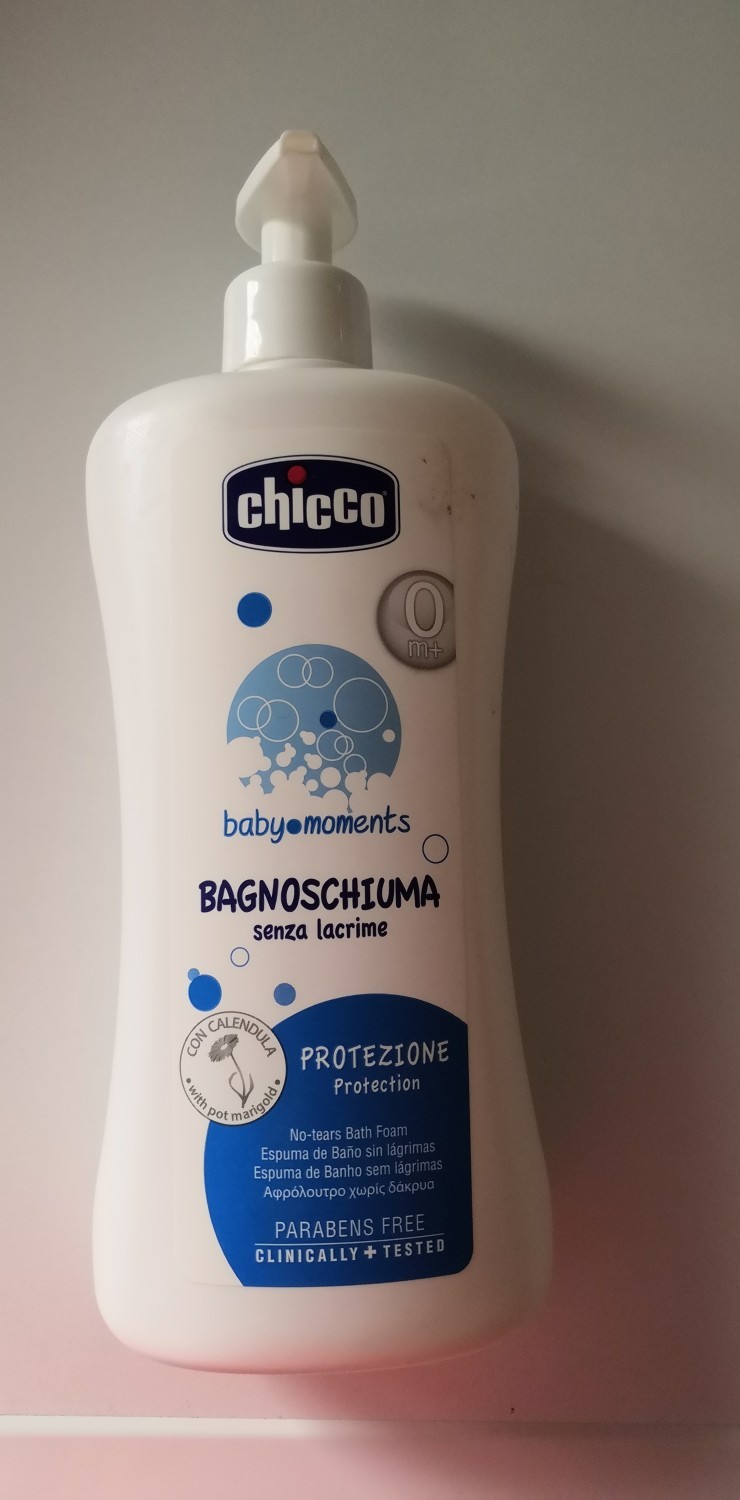 chicco
0
m+
baby moments
BAGNOSCHIUMA
senza lacrime
CON CALENDULA
• with pot marigold •
PROTEZIONE
Protection
No-tears Bath Foam
Espuma de Baño sin lágrimas
Espuma de Banho sem lágrimas
Αφρόλουτρο χωρίς δάκρυα
PARABENS FREE
CLINICALLY + TESTED